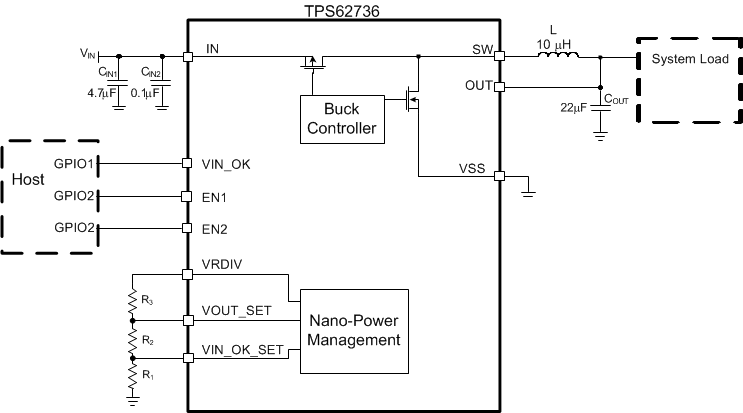 TPS62736
VIN
IN
SW
L
10 µH
System Load
CIN1
CIN2
4.7µF
0.1µF
OUT
Buck
Controller
COUT
22µF
VSS
Host
GPIO1
VIN_OK
GPIO2
EN1
GPIO2
EN2
VRDIV
R3
VOUT_SET
R2
VIN_OK_SET
R1
Nano-Power
Management